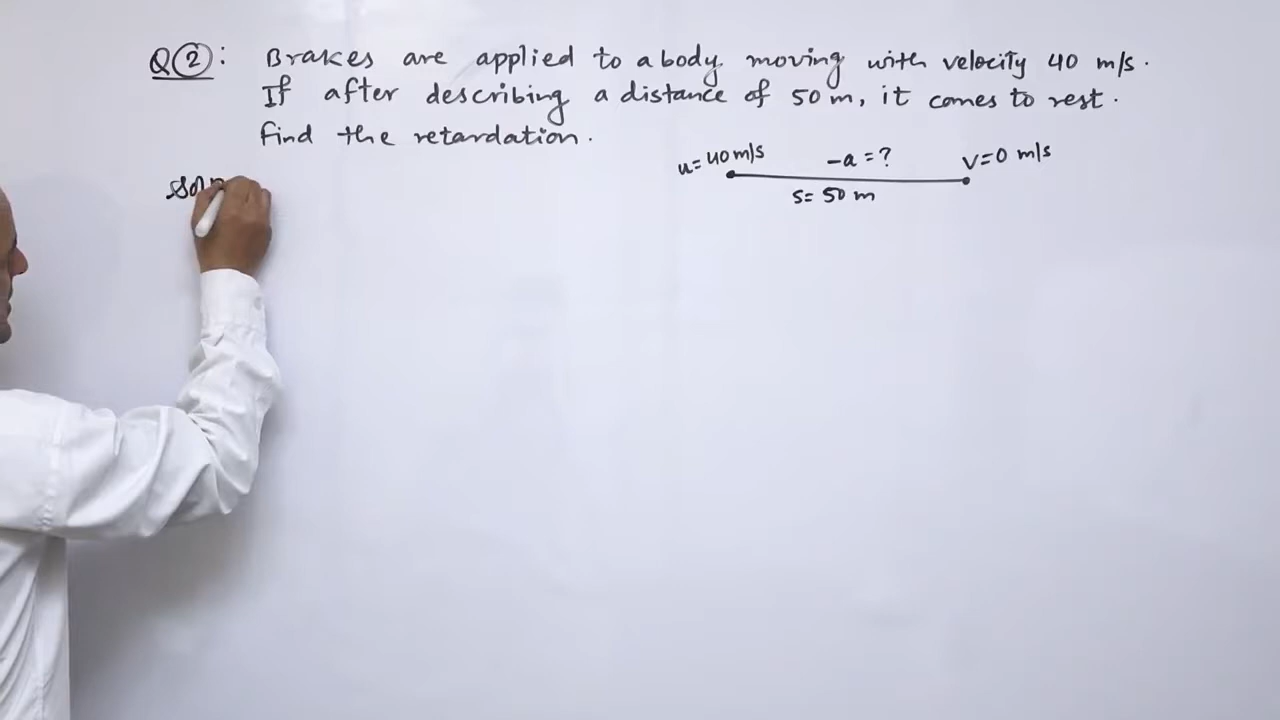 Q②: Brakes are applied to a body moving with velocity 40 m/s.
If after describing a distance of 50 m, it comes to rest.
find the retardation.
u=40m/s -a=? v=0 m/s
s= 50 m